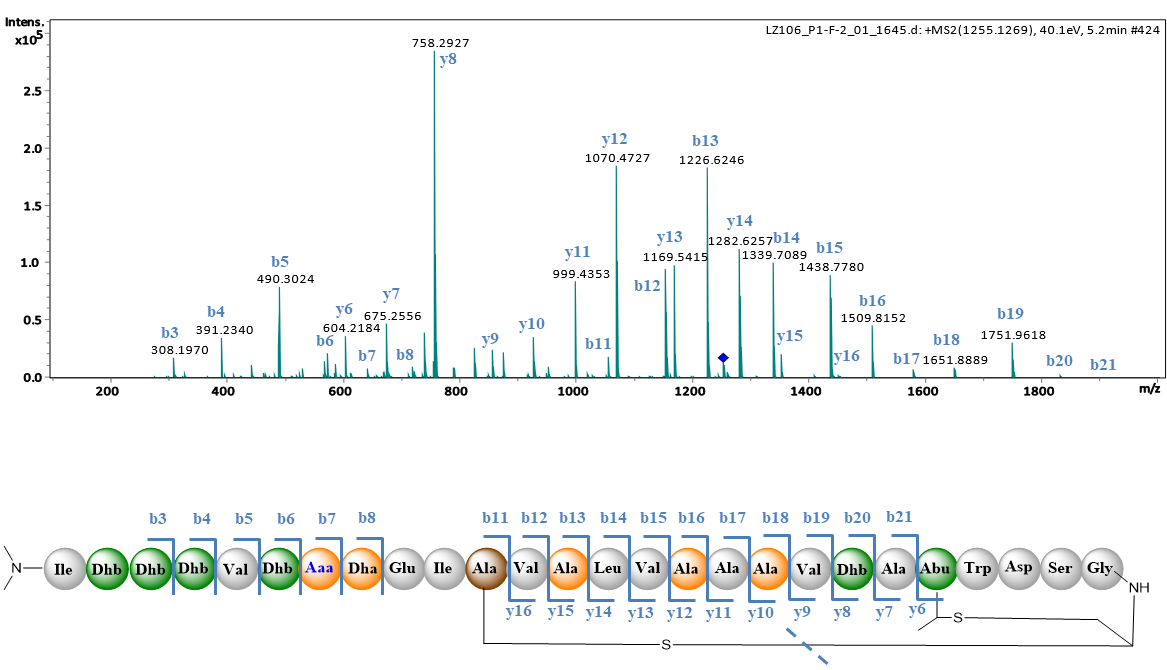 Intens.
x10⁵
LZ106_P1-F-2_01_1645.d: +MS2(1255.1269), 40.1eV, 5.2min #424
758.2927
y8
2.5
2.0
1.5
1.0
0.5
0.0
b3
308.1970
b4
391.2340
b5
490.3024
b6
y6
604.2184
b7
y7
675.2556
b8
y9
y10
y11
999.4353
b11
y12
1070.4727
b12
y13
1169.5415
b13
1226.6246
y14
1282.6257
b14
1339.7089
y15
b15
1438.7780
y16
b16
1509.8152
b17
b18
1651.8889
b19
1751.9618
b20
b21
200 400 600 800 1000 1200 1400 1600 1800 m/z
b3 b4 b5 b6 b7 b8 b11 b12 b13 b14 b15 b16 b17 b18 b19 b20 b21
N Ile Dhb Dhb Dhb Val Dhb Aaa Dha Glu Ile Ala Val Ala Leu Val Ala Ala Ala Val Dhb Ala Abu Trp Asp Ser Gly NH
y16 y15 y14 y13 y12 y11 y10 y9 y8 y7 y6
S
S